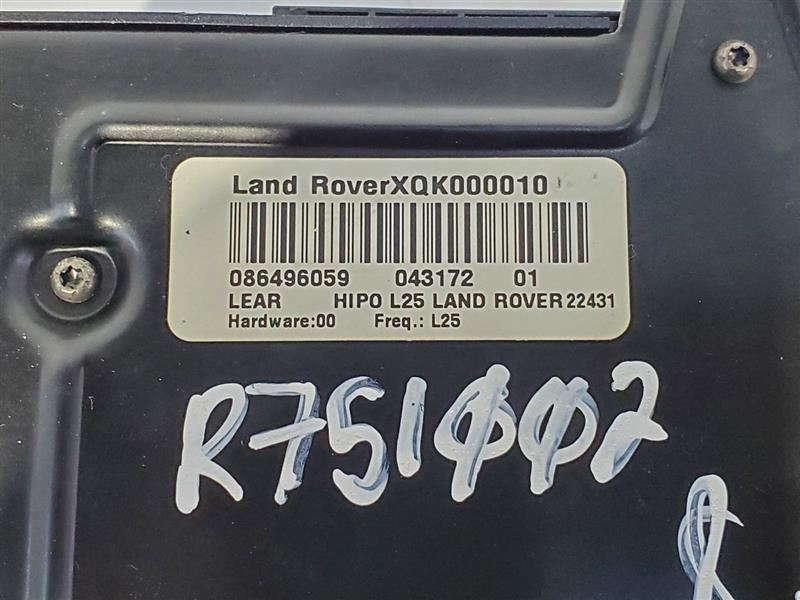 Land RoverXQK000010
086496059 043172 01
LEAR HIPO L25 LAND ROVER 22431
Hardware:00 Freq.: L25
R751002